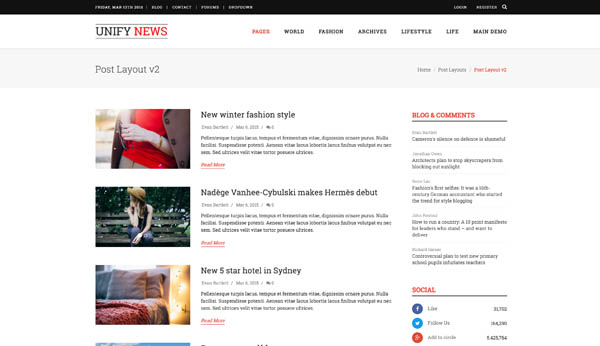 FRIDAY, MAR 13TH 2015 | BLOG | CONTACT | FORUMS | DROPDOWN LOGIN REGISTER
UNIFY NEWS
PAGES WORLD FASHION ARCHIVES LIFESTYLE LIFE MAIN DEMO
Post Layout v2
Home / Post Layouts / Post Layout v2
New winter fashion style
Evan Bartlett / Mar 6, 2015 / 0
Pellentesque turpis lacus, tempus et fermentum vitae, dignissim ornare purus. Nulla
facilisi. Suspendisse potenti. Aenean vitae lacus lobortis lacus finibus volutpat eu nec
sem. Sed ultrices velit vitae tortor posuere ultrices.
Read More
Nadège Vanhee-Cybulski makes Hermès debut
Evan Bartlett / Mar 6, 2015 / 0
Pellentesque turpis lacus, tempus et fermentum vitae, dignissim ornare purus. Nulla
facilisi. Suspendisse potenti. Aenean vitae lacus lobortis lacus finibus volutpat eu nec
sem. Sed ultrices velit vitae tortor posuere ultrices.
Read More
New 5 star hotel in Sydney
Evan Bartlett / Mar 6, 2015 / 0
Pellentesque turpis lacus, tempus et fermentum vitae, dignissim ornare purus. Nulla
facilisi. Suspendisse potenti. Aenean vitae lacus lobortis lacus finibus volutpat eu nec
sem. Sed ultrices velit vitae tortor posuere ultrices.
Read More
BLOG & COMMENTS
Evan Bartlett
Cameron's silence on defence is shameful
Jonathan Owen
Architects plan to stop skyscrapers from
blocking out sunlight
Fashion's first selfie: It was a 16th-
century German accountant who started
the trend for style blogging
John Rentoul
How to run a country: A 10 point manifesto
for leaders who stand – and want to
deliver
Richard Garner
Controversial plan to test new primary
school pupils infuriates teachers
SOCIAL
Like 31,702
Follow Us
Add to circle 5,425,764